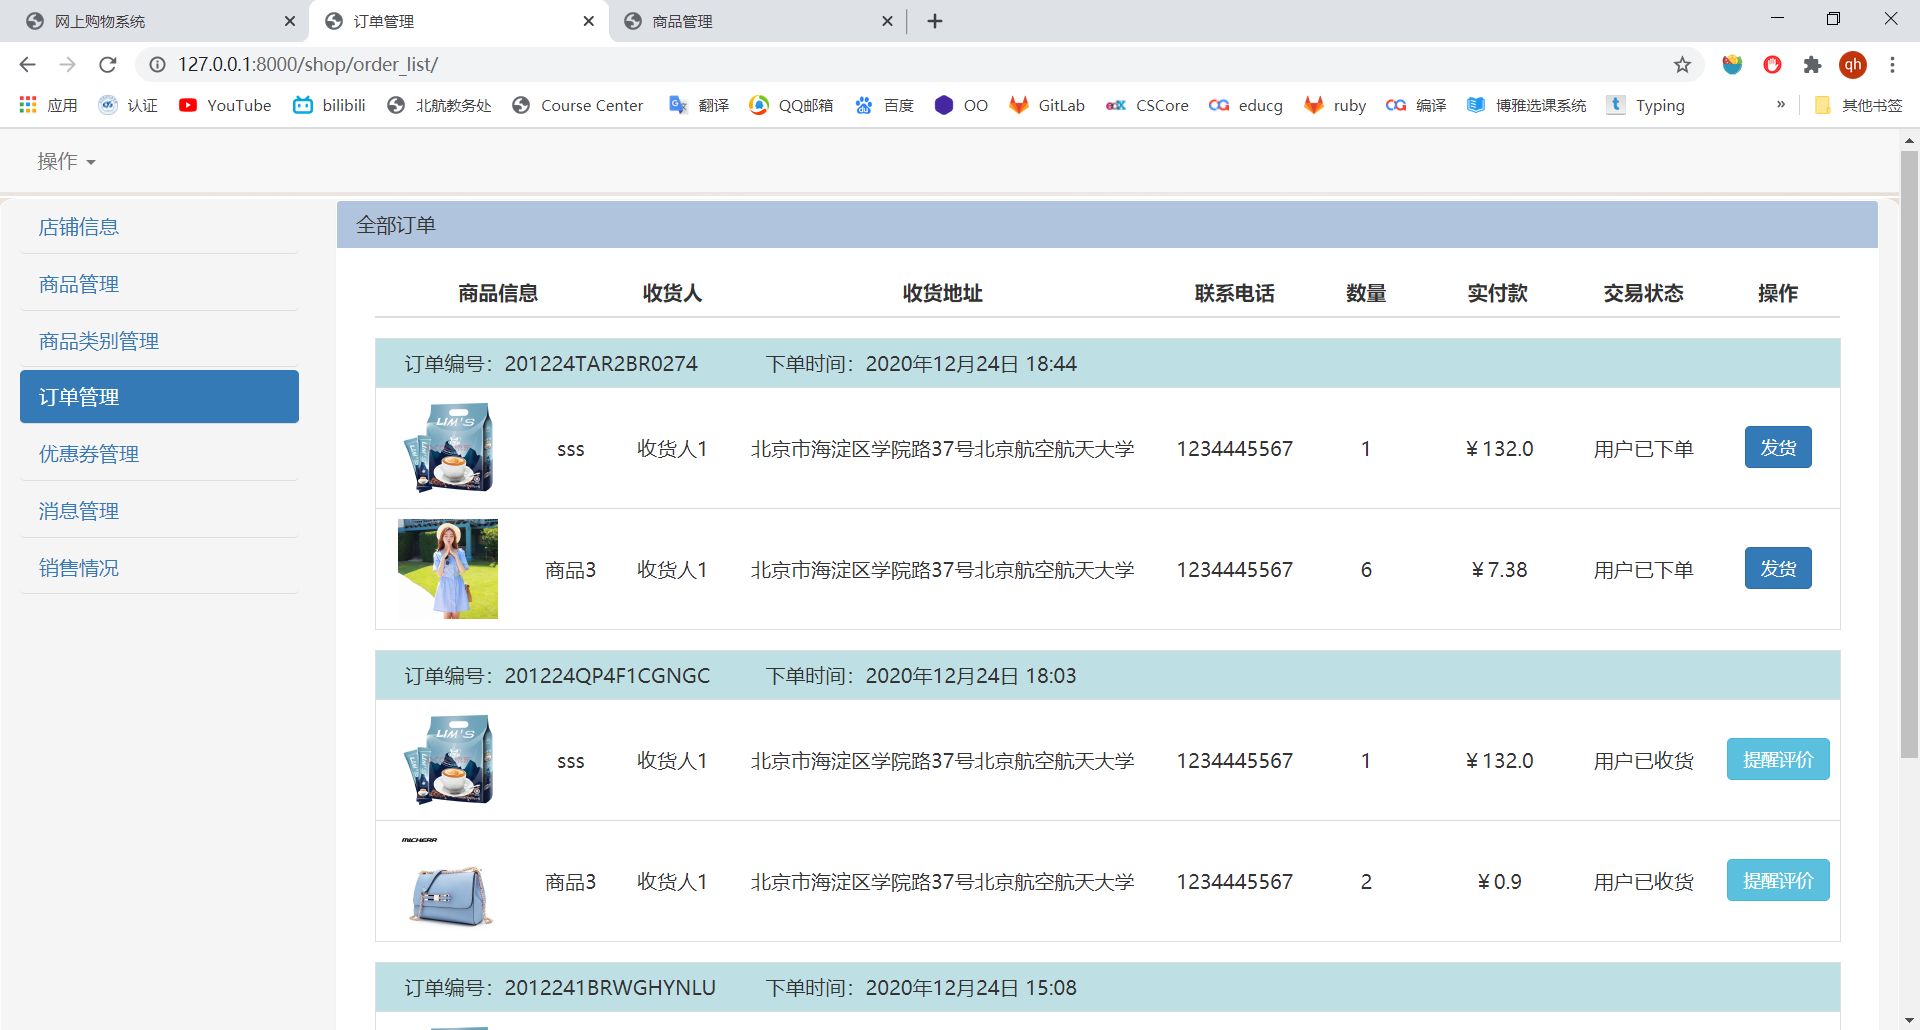 网上购物系统 订单管理 商品管理
127.0.0.1:8000/shop/order_list/ qh
应用 认证 YouTube bilibili 北航教务处 Course Center 翻译 QQ邮箱 百度 OO GitLab CSCore educg ruby 编译 博雅选课系统 Typing » 其他书签
操作
店铺信息
商品管理
商品类别管理
订单管理
优惠券管理
消息管理
销售情况
全部订单
商品信息 收货人 收货地址 联系电话 数量 实付款 交易状态 操作
订单编号：201224TAR2BR0274 下单时间：2020年12月24日 18:44
LIM'S
sss 收货人1 北京市海淀区学院路37号北京航空航天大学 1234445567 1 ¥132.0 用户已下单 发货
商品3 收货人1 北京市海淀区学院路37号北京航空航天大学 1234445567 6 ¥7.38 用户已下单 发货
订单编号：201224QP4F1CGNGC 下单时间：2020年12月24日 18:03
LIM'S
sss 收货人1 北京市海淀区学院路37号北京航空航天大学 1234445567 1 ¥132.0 用户已收货 提醒评价
商品3 收货人1 北京市海淀区学院路37号北京航空航天大学 1234445567 2 ¥0.9 用户已收货 提醒评价
订单编号：2012241BRWGHYNLU 下单时间：2020年12月24日 15:08